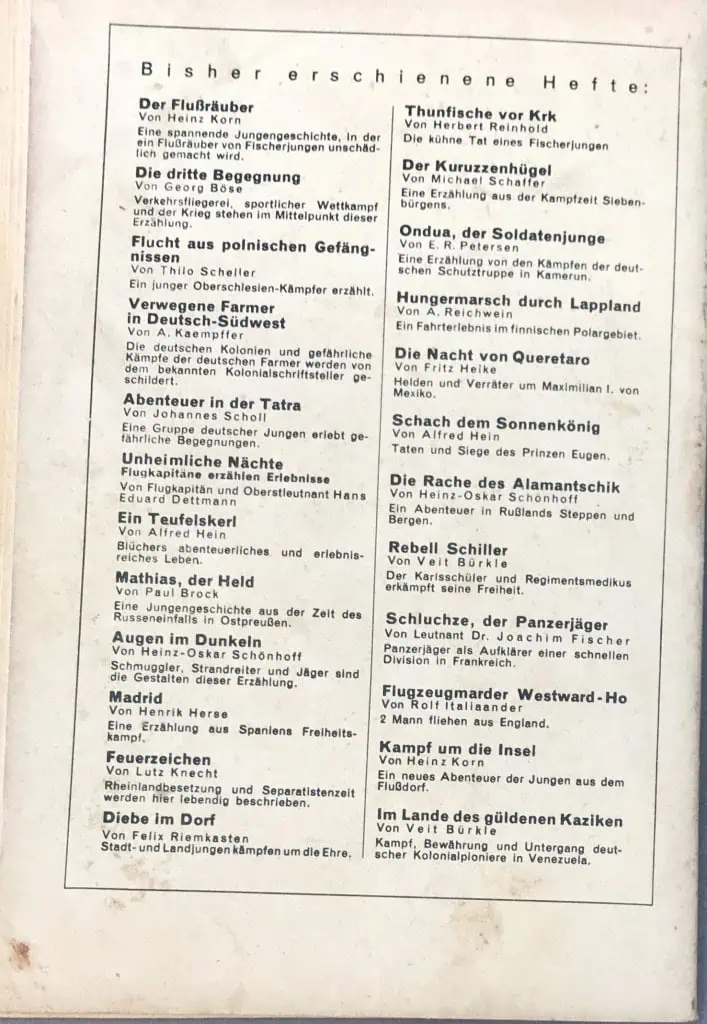 Bisher erschienene Hefte:
Der Flußräuber
Von Heinz Korn
Eine spannende Jungengeschichte, in der
ein Flußräuber von Fischerjungen unschäd-
lich gemacht wird.
Die dritte Begegnung
Von Georg Böse
Verkehrsfliegerei, sportlicher Wettkampf
und der Krieg stehen im Mittelpunkt dieser
Erzählung.
Flucht aus polnischen Gefäng-
nissen
Von Thilo Scheller
Ein junger Oberschlesien-Kämpfer erzählt.
Verwegene Farmer
in Deutsch-Südwest
Von A. Kaempffer
Die deutschen Kolonien und gefährliche
Kämpfe der deutschen Farmer werden von
dem bekannten Kolonialschriftsteller ge-
schildert.
Abenteuer in der Tatra
Von Johannes Scholl
Eine Gruppe deutscher Jungen erlebt ge-
fährliche Begegnungen.
Unheimliche Nächte
Flugkapitäne erzählen Erlebnisse
Von Flugkapitän und Oberstleutnant Hans
Eduard Dettmann
Ein Teufelskerl
Von Alfred Hein
Blüchers abenteuerliches und erlebnis-
reiches Leben.
Mathias, der Held
Von Paul Brock
Eine Jungengeschichte aus der Zeit des
Russeneinfalls in Ostpreußen.
Augen im Dunkeln
Von Heinz-Oskar Schönhoff
Schmuggler, Strandreiter und Jäger sind
die Gestalten dieser Erzählung.
Madrid
Von Henrik Herse
Eine Erzählung aus Spaniens Freiheits-
kampf.
Feuerzeichen
Von Lutz Knecht
Rheinlandbesetzung und Separatistenzeit
werden hier lebendig beschrieben.
Diebe im Dorf
Von Felix Riemkasten
Stadt- und Landjungen kämpfen um die Ehre.
Thunfische vor Krk
Von Herbert Reinhold
Die kühne Tat eines Fischerjungen
Der Kuruzzenhügel
Von Michael Schaffer
Eine Erzählung aus der Kampfzeit Sieben-
bürgens.
Ondua, der Soldatenjunge
Von E. R. Petersen
Eine Erzählung von den Kämpfen der deut-
schen Schutztruppe in Kamerun.
Hungermarsch durch Lappland
Von A. Reichwein
Ein Fahrterlebnis im finnischen Polargebiet.
Die Nacht von Queretaro
Von Fritz Helke
Helden und Verräter um Maximilian I. von
Mexiko.
Schach dem Sonnenkönig
Von Alfred Hein
Taten und Siege des Prinzen Eugen.
Die Rache des Alamantschik
Von Heinz-Oskar Schönhoff
Ein Abenteuer in Rußlands Steppen und
Bergen.
Rebell Schiller
Von Veit Bürkle
Der Karlsschüler und Regimentsmedikus
erkämpft seine Freiheit.
Schluchze, der Panzerjäger
Von Leutnant Dr. Joachim Fischer
Panzerjäger als Aufklärer einer schnellen
Division in Frankreich.
Flugzeugmarder Westward-Ho
Von Rolf Italiaander
2 Mann fliehen aus England.
Kampf um die Insel
Von Heinz Korn
Ein neues Abenteuer der Jungen aus dem
Flußdorf.
Im Lande des güldenen Kaziken
Von Veit Bürkle
Kampf, Bewährung und Untergang deut-
scher Kolonialpioniere in Venezuela.